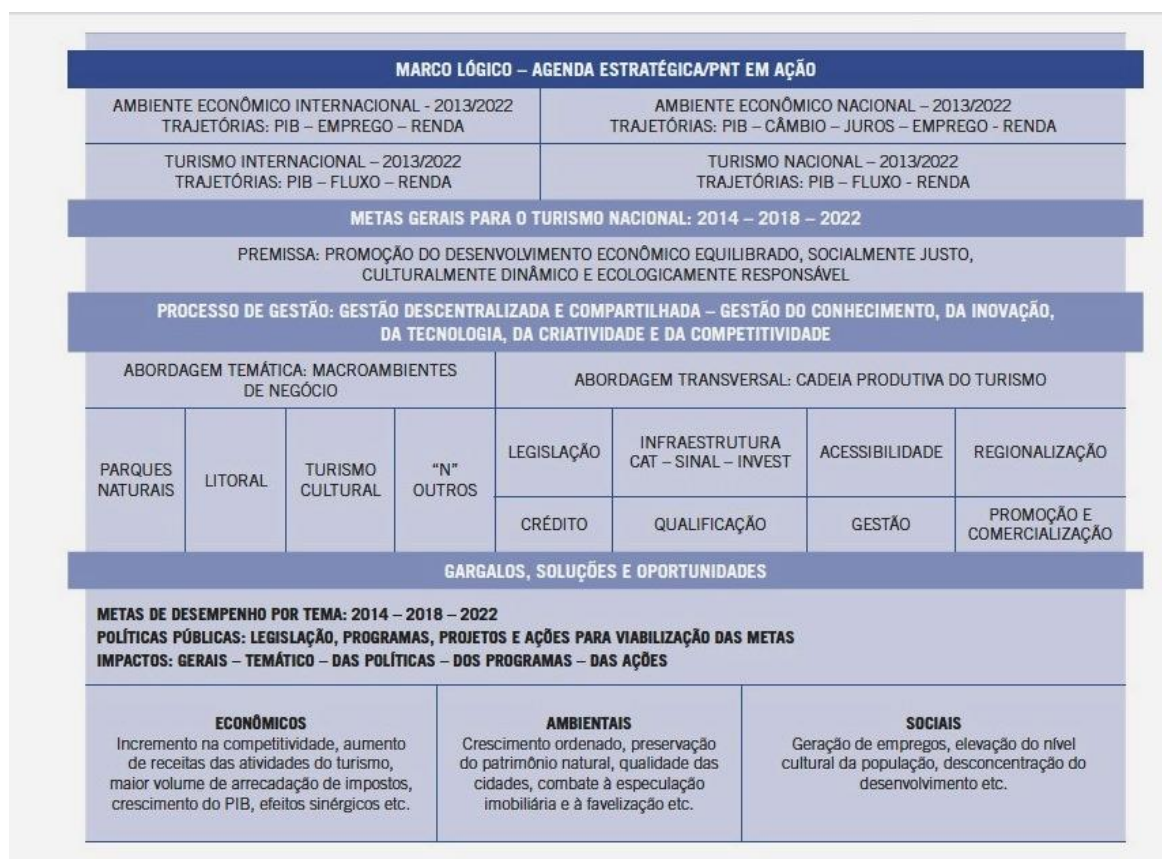 MARCO LÓGICO – AGENDA ESTRATÉGICA/PNT EM AÇÃO
AMBIENTE ECONÔMICO INTERNACIONAL - 2013/2022
TRAJETÓRIAS: PIB – EMPREGO – RENDA
AMBIENTE ECONÔMICO NACIONAL – 2013/2022
TRAJETÓRIAS: PIB – CÂMBIO – JUROS – EMPREGO - RENDA
TURISMO INTERNACIONAL – 2013/2022
TRAJETÓRIAS: PIB – FLUXO – RENDA
TURISMO NACIONAL – 2013/2022
TRAJETÓRIAS: PIB – FLUXO - RENDA
METAS GERAIS PARA O TURISMO NACIONAL: 2014 – 2018 – 2022
PREMISSA: PROMOÇÃO DO DESENVOLVIMENTO ECONÔMICO EQUILIBRADO, SOCIALMENTE JUSTO,
CULTURALMENTE DINÂMICO E ECOLOGICAMENTE RESPONSÁVEL
PROCESSO DE GESTÃO: GESTÃO DESCENTRALIZADA E COMPARTILHADA – GESTÃO DO CONHECIMENTO, DA INOVAÇÃO,
DA TECNOLOGIA, DA CRIATIVIDADE E DA COMPETITIVIDADE
ABORDAGEM TEMÁTICA: MACROAMBIENTES
DE NEGÓCIO
ABORDAGEM TRANSVERSAL: CADEIA PRODUTIVA DO TURISMO
PARQUES
NATURAIS
LITORAL
TURISMO
CULTURAL
“N”
OUTROS
LEGISLAÇÃO
INFRAESTRUTURA
CAT – SINAL – INVEST
ACESSIBILIDADE
REGIONALIZAÇÃO
CRÉDITO
QUALIFICAÇÃO
GESTÃO
PROMOÇÃO E
COMERCIALIZAÇÃO
GARGALOS, SOLUÇÕES E OPORTUNIDADES
METAS DE DESEMPENHO POR TEMA: 2014 – 2018 – 2022
POLÍTICAS PÚBLICAS: LEGISLAÇÃO, PROGRAMAS, PROJETOS E AÇÕES PARA VIABILIZAÇÃO DAS METAS
IMPACTOS: GERAIS – TEMÁTICO – DAS POLÍTICAS – DOS PROGRAMAS – DAS AÇÕES
ECONÔMICOS
Incremento na competitividade, aumento
de receitas das atividades do turismo,
maior volume de arrecadação de impostos,
crescimento do PIB, efeitos sinérgicos etc.
AMBIENTAIS
Crescimento ordenado, preservação
do patrimônio natural, qualidade das
cidades, combate à especulação
imobiliária e à favelização etc.
SOCIAIS
Geração de empregos, elevação do nível
cultural da população, desconcentração do
desenvolvimento etc.